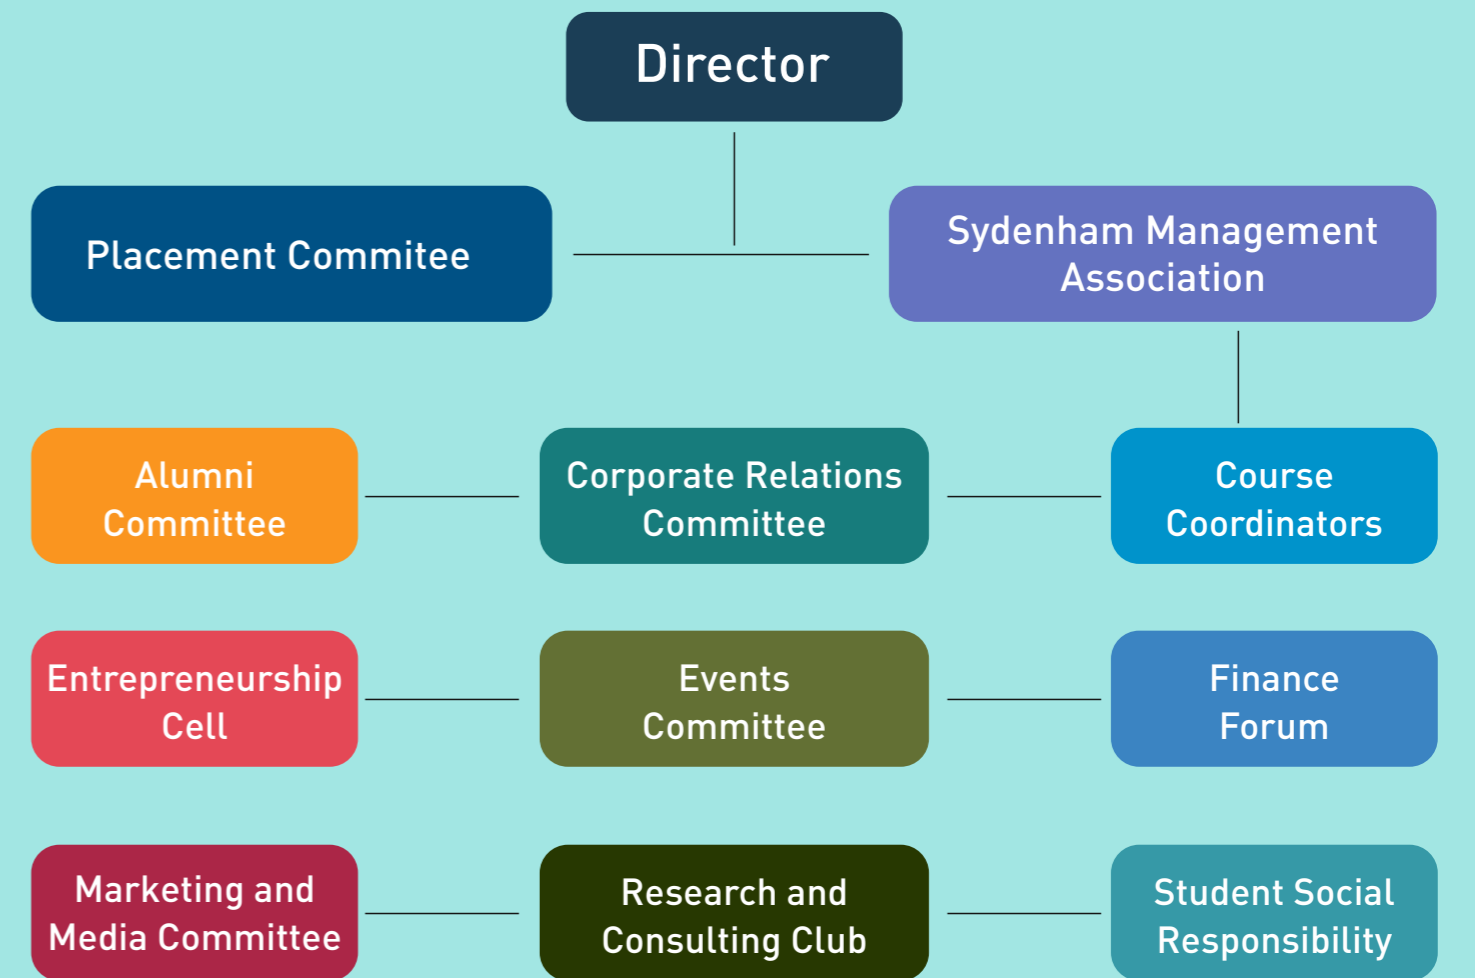 Director
Placement Commitee
Sydenham Management
Association
Alumni
Committee
Corporate Relations
Committee
Course
Coordinators
Entrepreneurship
Cell
Events
Committee
Finance
Forum
Marketing and
Media Committee
Research and
Consulting Club
Student Social
Responsibility